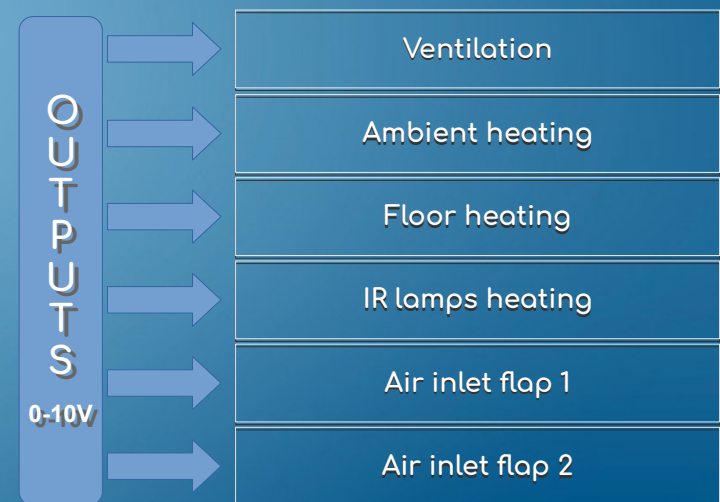 OUTPUTS
0-10V
Ventilation
Ambient heating
Floor heating
IR lamps heating
Air inlet flap 1
Air inlet flap 2